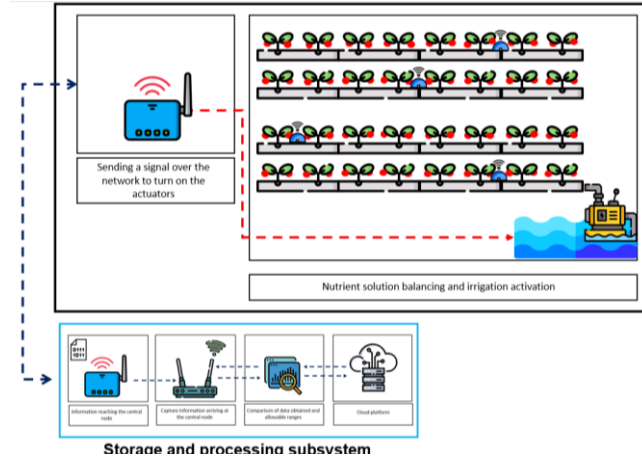 Sending a signal over the
network to turn on the
actuators
Nutrient solution balancing and irrigation activation
Information reaching the central
node
Capture information arriving at
the central node
Comparison of data obtained and
allowable ranges
Cloud platform
Storage and processing subsystem